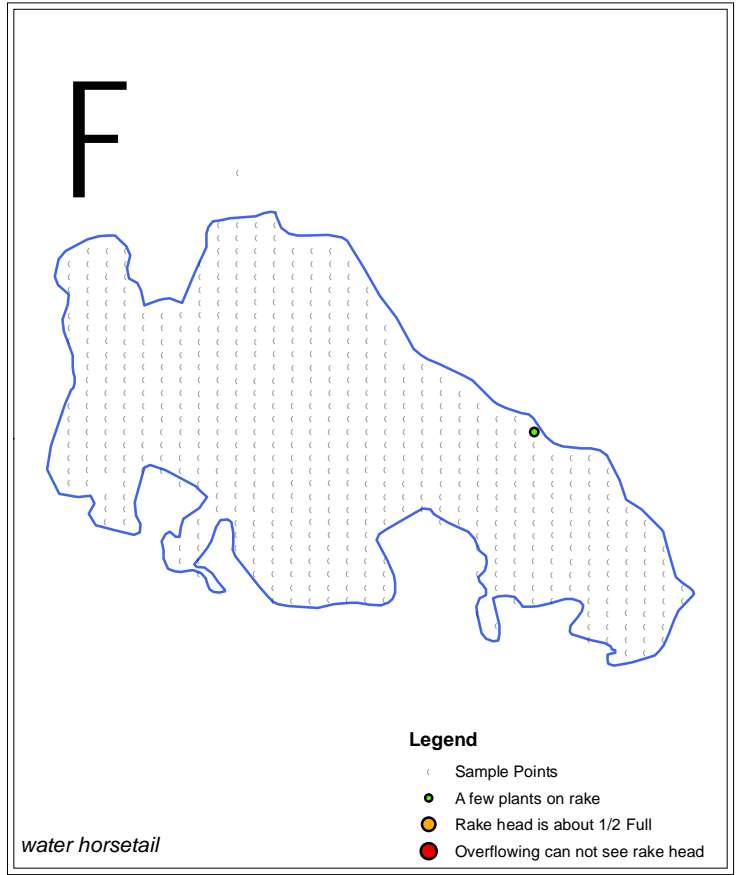 F
Legend
Sample Points
A few plants on rake
Rake head is about 1/2 Full
Overflowing can not see rake head
water horsetail